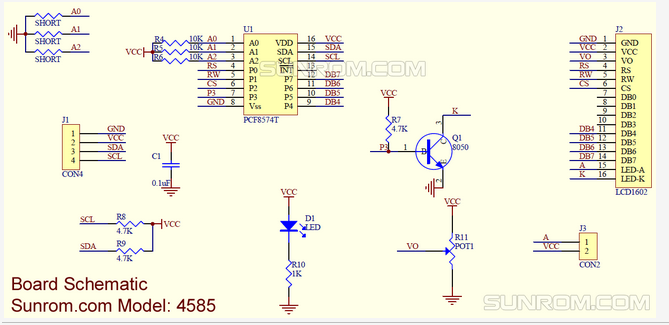 A0
SHORT
A1
SHORT
A2
SHORT
VCC
R4 10K A0
R5 10K A1
R6 10K A2
RS
RW
CS
P3
GND
1 2 3 4 5 6 7 8
U1
A0 VDD
A1 SDA
A2 SCL
P0 INT
P1 P7
P2 P6
P3 P5
Vss P4
PCF8574T
16 VCC
15 SDA
14 SCL
13
12 DB7
11 DB6
10 DB5
9 DB4
SUNROM.COM
J2
GND 1 GND
VCC 2 VCC
VO 3 VO
RS 4 RS
RW 5 RW
CS 6 CS
7 DB0
8 DB1
9 DB2
10 DB3
DB4 11 DB4
DB5 12 DB5
DB6 13 DB6
DB7 14 DB7
A 15 LED-A
K 16 LED-K
LCD1602
J1
1 GND
2 VCC
3 SDA
4 SCL
CON4
VCC
C1
0.1uF
VCC
R7
4.7K
P3 1 B
K
3
C
Q1
8050
E
2
SCL R8
4.7K
VCC
SDA R9
4.7K
VCC
D1
LED
R10
1K
VCC
R11
VO POT1
J3
A 1
VCC 2
CON2
Board Schematic
Sunrom.com Model: 4585
SUNROM.COM